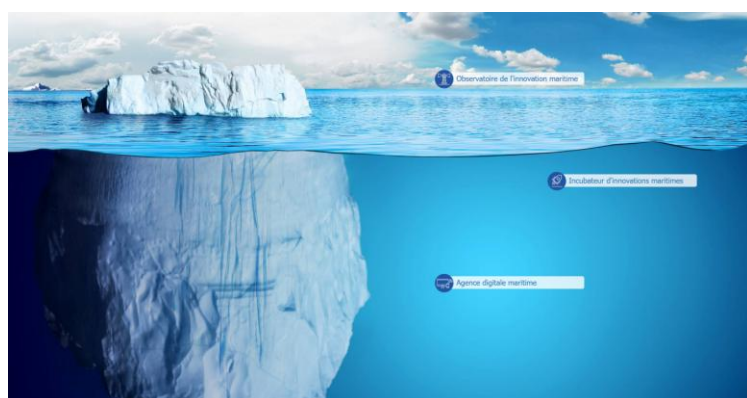 Observatoire de l'innovation maritime
Incubateur d'innovations maritimes
Agence digitale maritime